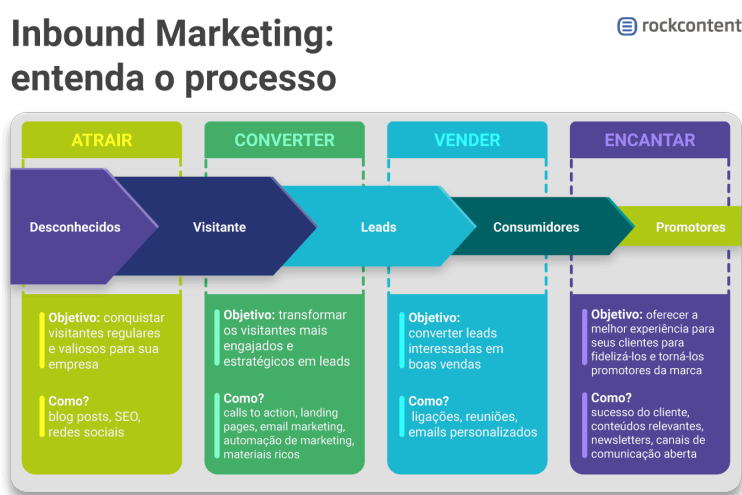 Inbound Marketing:
entenda o processo
rockcontent
ATRAIR
CONVERTER
VENDER
ENCANTAR
Desconhecidos
Visitante
Leads
Consumidores
Promotores
Objetivo: conquistar
visitantes regulares
e valiosos para sua
empresa
Como?
blog posts, SEO,
redes sociais
Objetivo: transformar
os visitantes mais
engajados e
estratégicos em leads
Como?
calls to action, landing
pages, email marketing,
automação de marketing,
materiais ricos
Objetivo:
converter leads
interessadas em
boas vendas
Como?
ligações, reuniões,
emails personalizados
Objetivo: oferecer a
melhor experiência para
seus clientes para
fidelizá-los e torná-los
promotores da marca
Como?
sucesso do cliente,
conteúdos relevantes,
newsletters, canais de
comunicação aberta